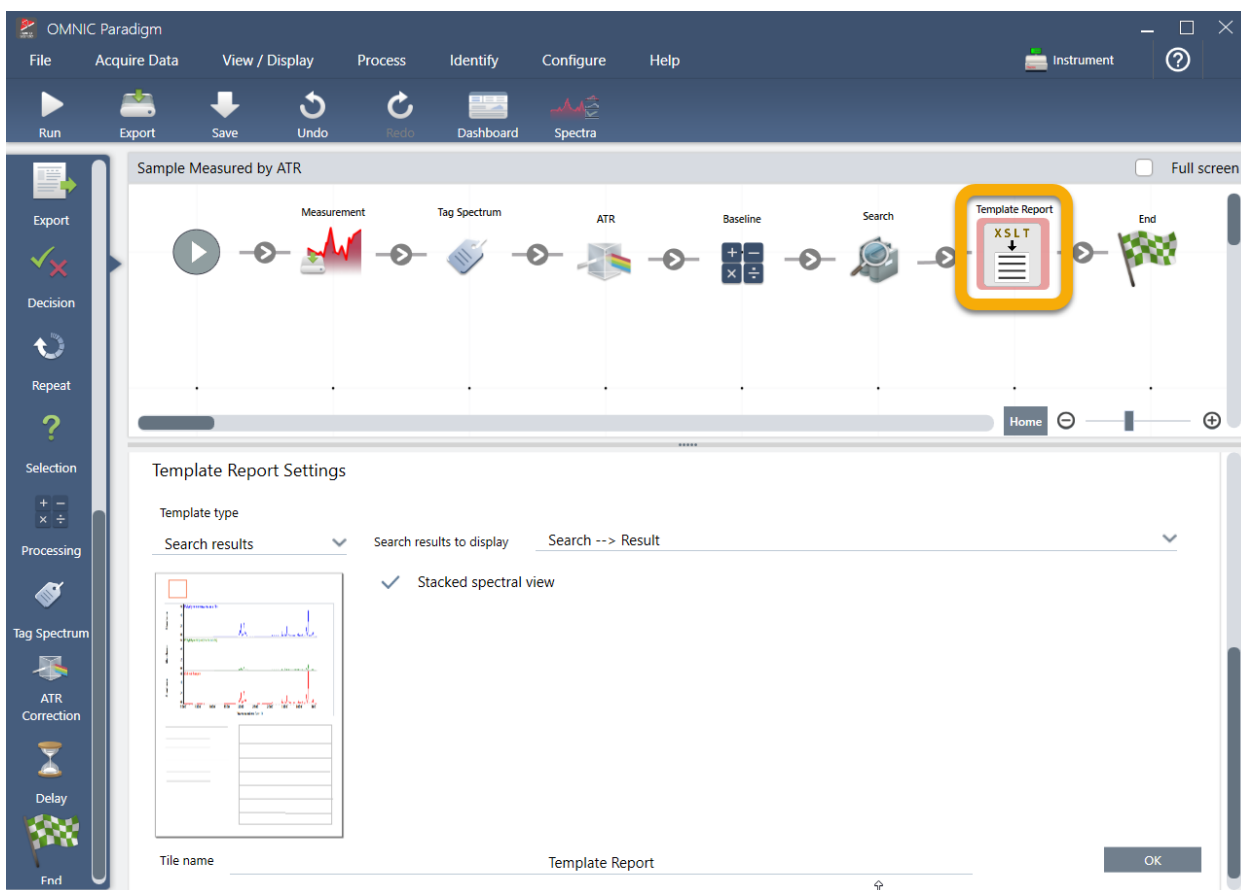 OMNIC Paradigm
File Acquire Data View / Display Process Identify Configure Help Instrument
Run Export Save Undo Redo Dashboard Spectra
Sample Measured by ATR Full screen
Export
Decision
Repeat
Selection
Processing
Tag Spectrum
ATR
Correction
Delay
End
Measurement Tag Spectrum ATR Baseline Search Template Report End
XSLT
Home
Template Report Settings
Template type
Search results
Search results to display Search --> Result
Stacked spectral view
Tile name Template Report
OK